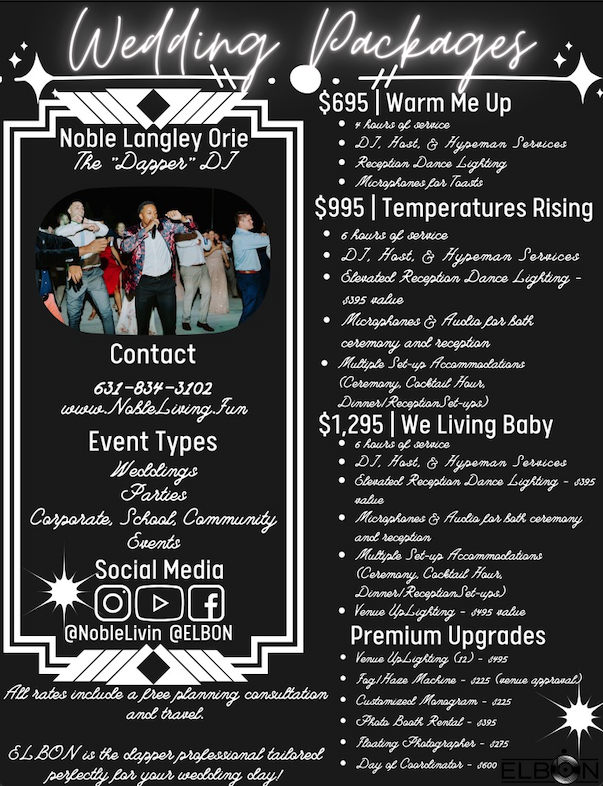 Wedding Packages
Noble Langley Orie
The "Dapper" DJ
Contact
631-834-3102
www.NobleLiving.Fun
Event Types
Weddings
Parties
Corporate, School, Community
Events
Social Media
@NobleLivin @ELBON
All rates include a free planning consultation
and travel.
ELBON is the dapper professional tailored
perfectly for your wedding day!
$695 | Warm Me Up
4 hours of service
DJ, Host, & Hypeman Services
Reception Dance Lighting
Microphones for Toasts
$995 | Temperatures Rising
6 hours of service
DJ, Host, & Hypeman Services
Elevated Reception Dance Lighting -
$395 value
Microphones & Audio for both
ceremony and reception
Multiple Set-up Accommodations
(Ceremony, Cocktail Hour,
Dinner/ReceptionSet-ups)
$1,295 | We Living Baby
6 hours of service
DJ, Host, & Hypeman Services
Elevated Reception Dance Lighting - $395
value
Microphones & Audio for both ceremony
and reception
Multiple Set-up Accommodations
(Ceremony, Cocktail Hour,
Dinner/ReceptionSet-ups)
Venue UpLighting - $495 value
Premium Upgrades
Venue UpLighting (12) - $495
Fog/Haze Machine - $225 (venue approval)
Customized Monogram - $225
Photo Booth Rental - $395
Floating Photographer - $275
Day of Coordinator - $600
ELBON